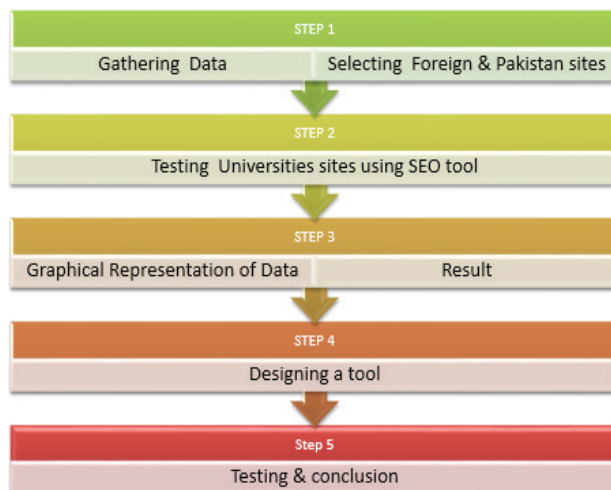 STEP 1
Gathering Data
Selecting Foreign & Pakistan sites
STEP 2
Testing Universities sites using SEO tool
STEP 3
Graphical Representation of Data
Result
STEP 4
Designing a tool
Step 5
Testing & conclusion